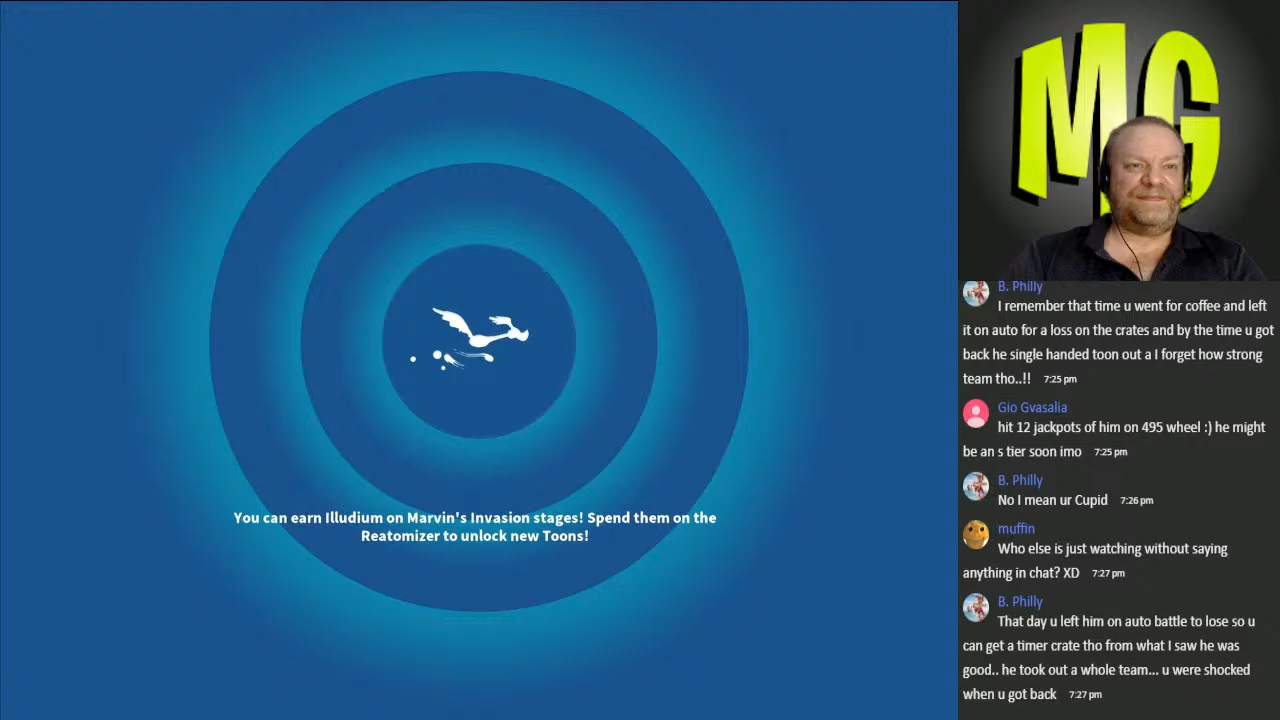 MG
You can earn Illudium on Marvin's Invasion stages! Spend them on the
Reatomizer to unlock new Toons!
B. Philly
I remember that time u went for coffee and left
it on auto for a loss on the crates and by the time u got
back he single handed toon out a I forget how strong
team tho..!! 7:25 pm
Gio Gvasalia
hit 12 jackpots of him on 495 wheel :) he might
be an s tier soon imo 7:25 pm
B. Philly
No I mean ur Cupid 7:26 pm
muffin
Who else is just watching without saying
anything in chat? XD 7:27 pm
B. Philly
That day u left him on auto battle to lose so u
can get a timer crate tho from what I saw he was
good.. he took out a whole team... u were shocked
when u got back 7:27 pm